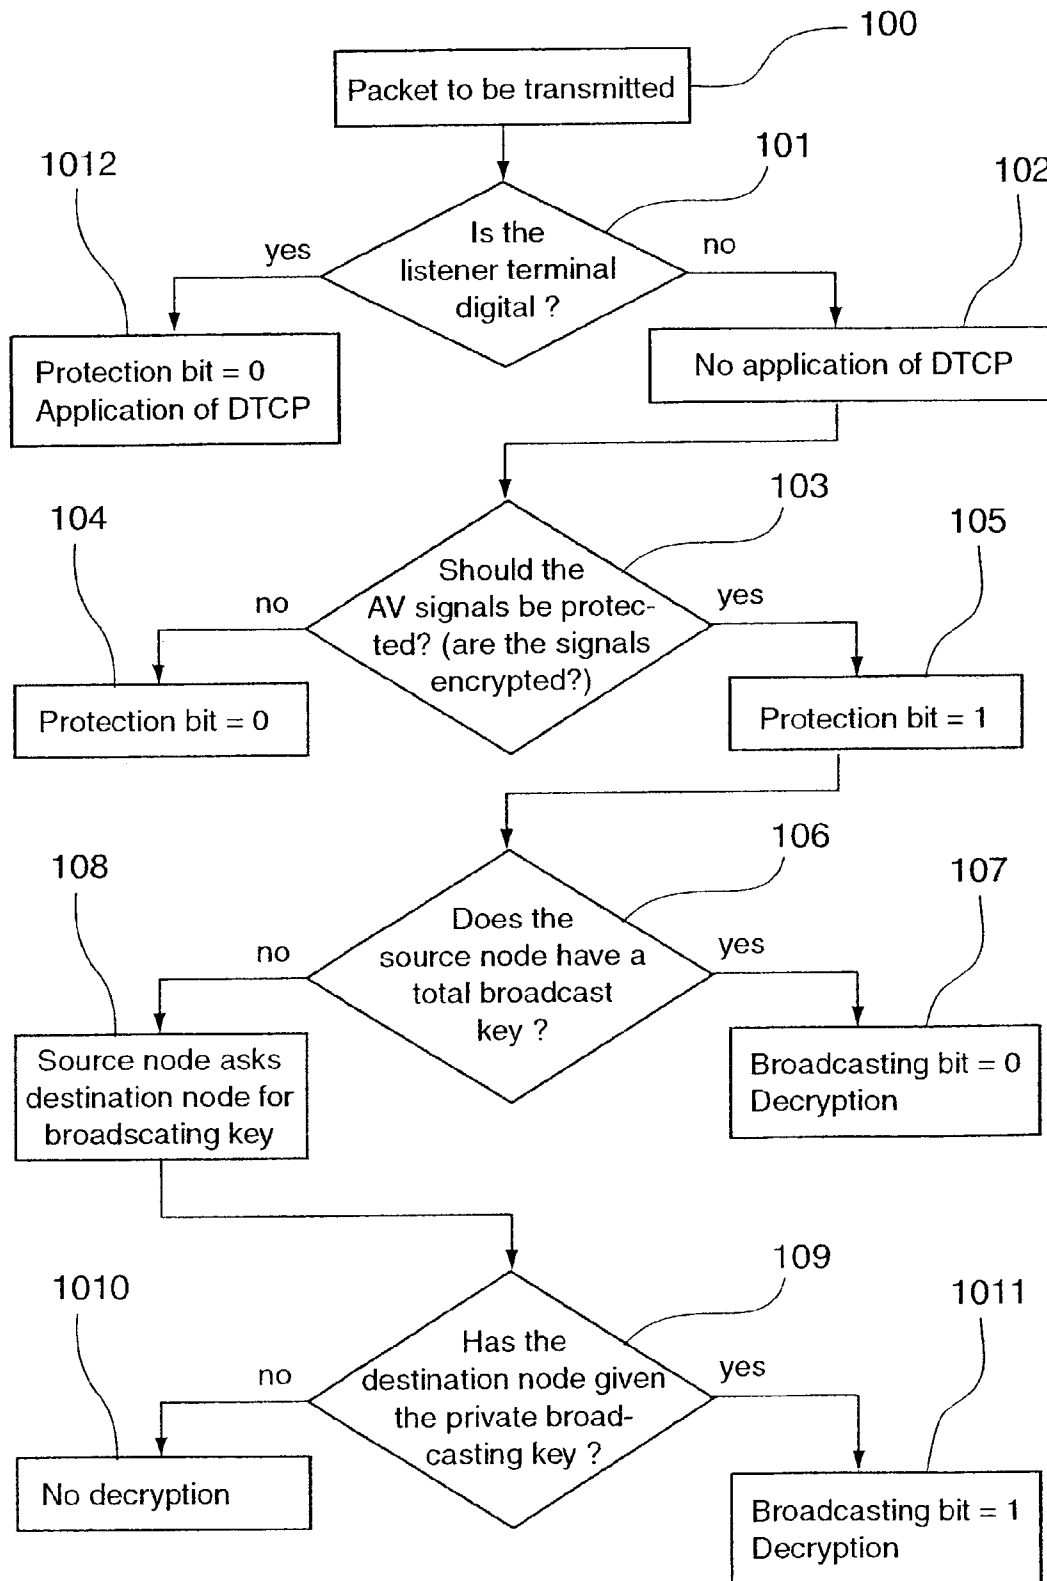 100
Packet to be transmitted
1012
101
102
yes
Is the
listener terminal
digital ?
no
Protection bit = 0
Application of DTCP
No application of DTCP
104
103
105
no
Should the
AV signals be protec-
ted? (are the signals
encrypted?)
yes
Protection bit = 0
Protection bit = 1
108
106
107
no
Does the
source node have a
total broadcast
key ?
yes
Source node asks
destination node for
broadscating key
Broadcasting bit = 0
Decryption
1010
109
1011
no
Has the
destination node given
the private broad-
casting key ?
yes
No decryption
Broadcasting bit = 1
Decryption